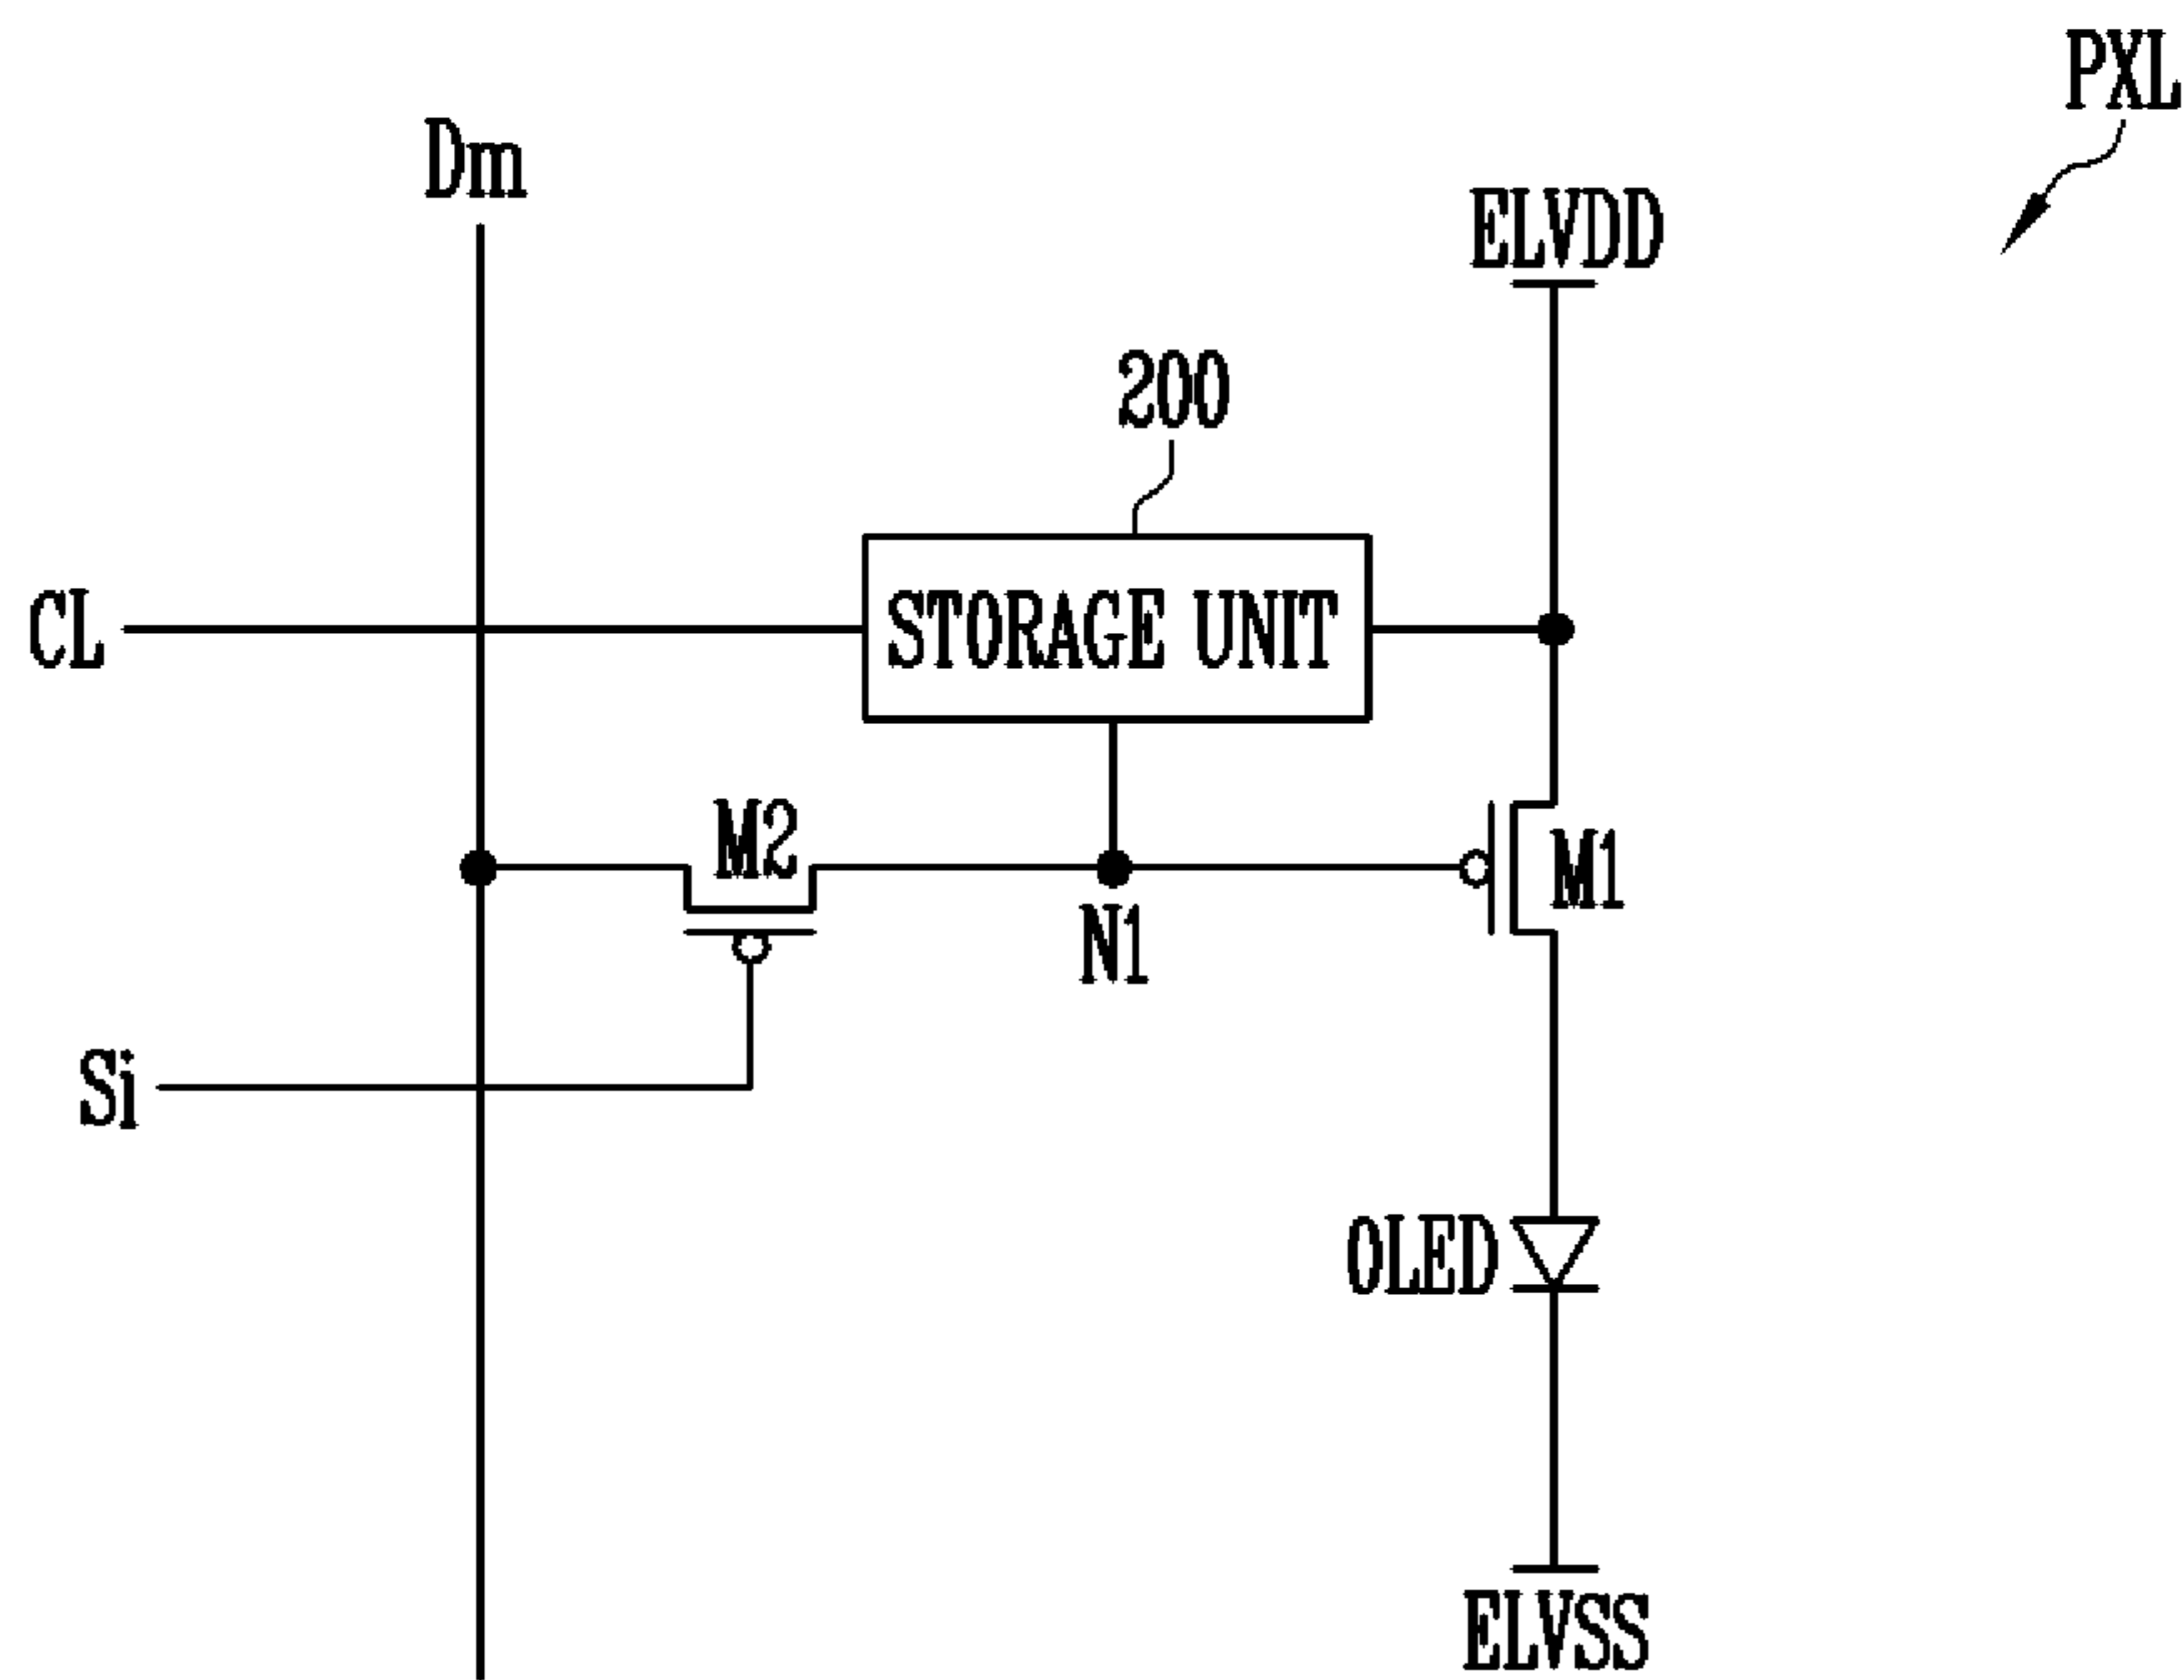 PXL
Dm
ELVDD
200
CL
STORAGE UNIT
M2
M1
N1
Si
OLED
ELVSS